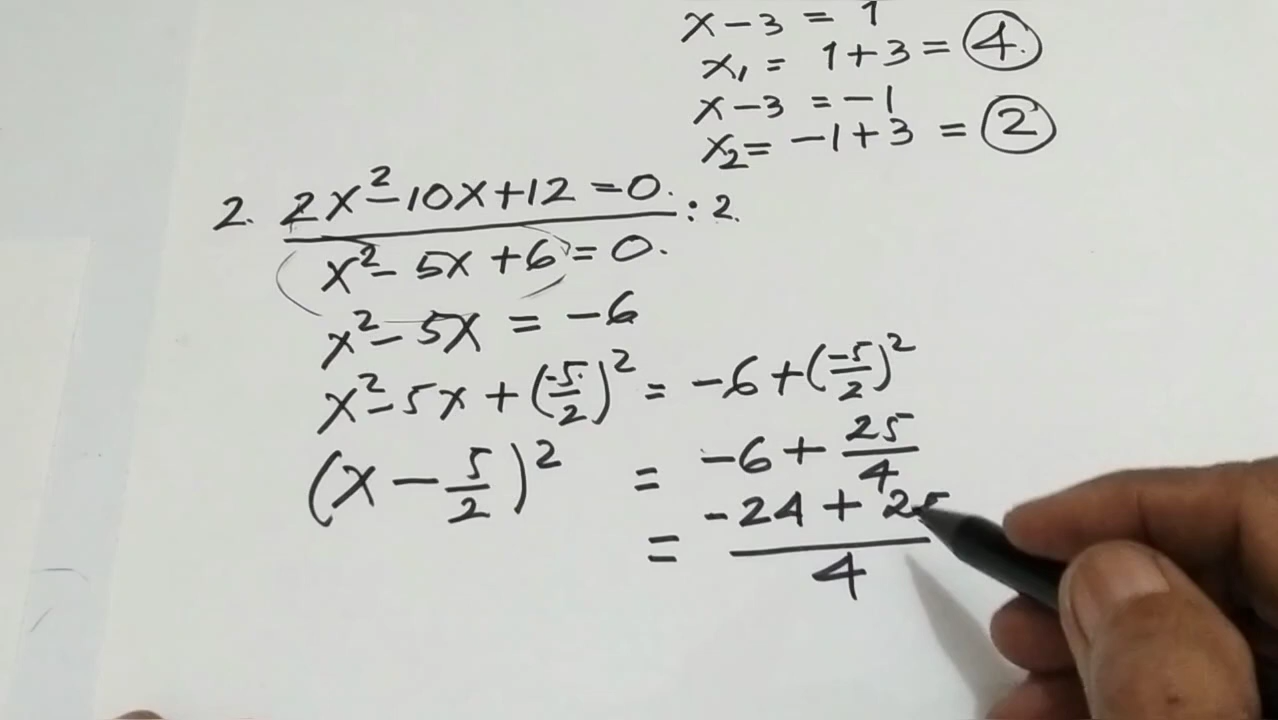 x-3 = 1
x₁ = 1+3 = 4.
x-3 = -1
x₂ = -1+3 = 2
2. 2x²-10x+12 = 0. : 2.
x²-5x+6 = 0.
x²-5x = -6
x²-5x+(-5/2)² = -6+(-5/2)²
(x-5/2)² = -6+25/4
= -24+25/4